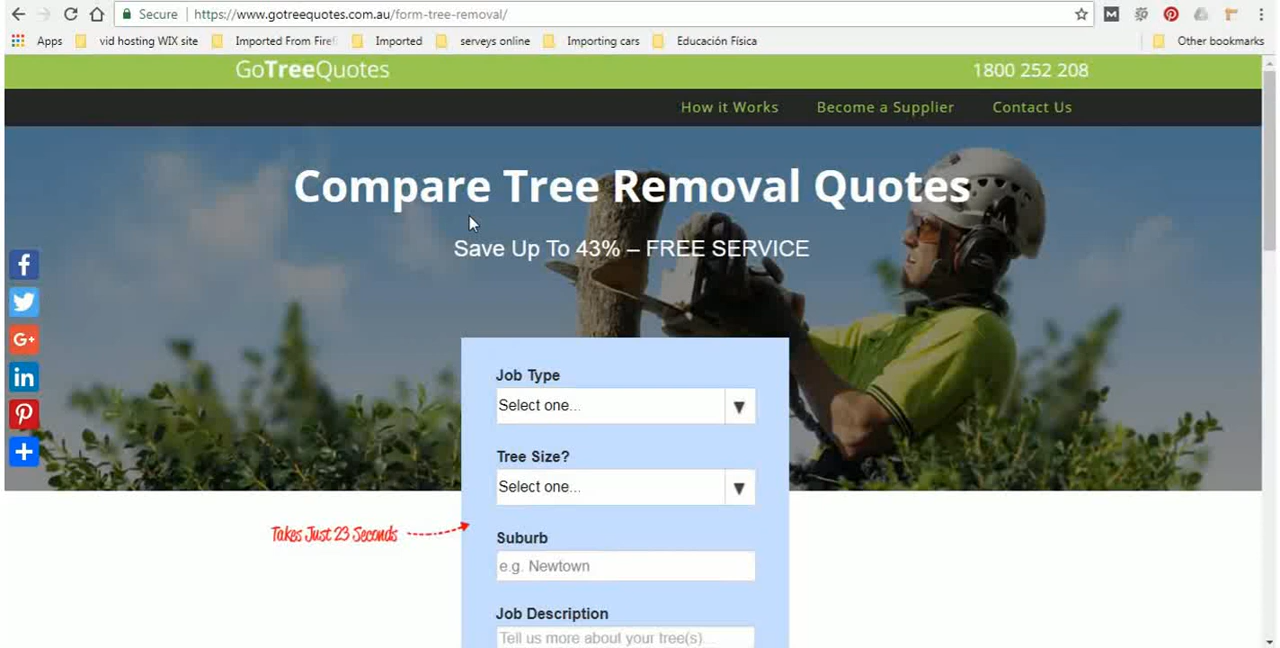 Secure
https://www.gotreequotes.com.au/form-tree-removal/
Apps vid hosting WIX site Imported From Firef Imported serveys online Importing cars Educación Física Other bookmarks
GoTreeQuotes 1800 252 208
How it Works Become a Supplier Contact Us
Compare Tree Removal Quotes
Save Up To 43% – FREE SERVICE
Job Type
Select one...
Tree Size?
Select one...
Takes Just 23 Seconds
Suburb
e.g. Newtown
Job Description
Tell us more about your tree(s)...